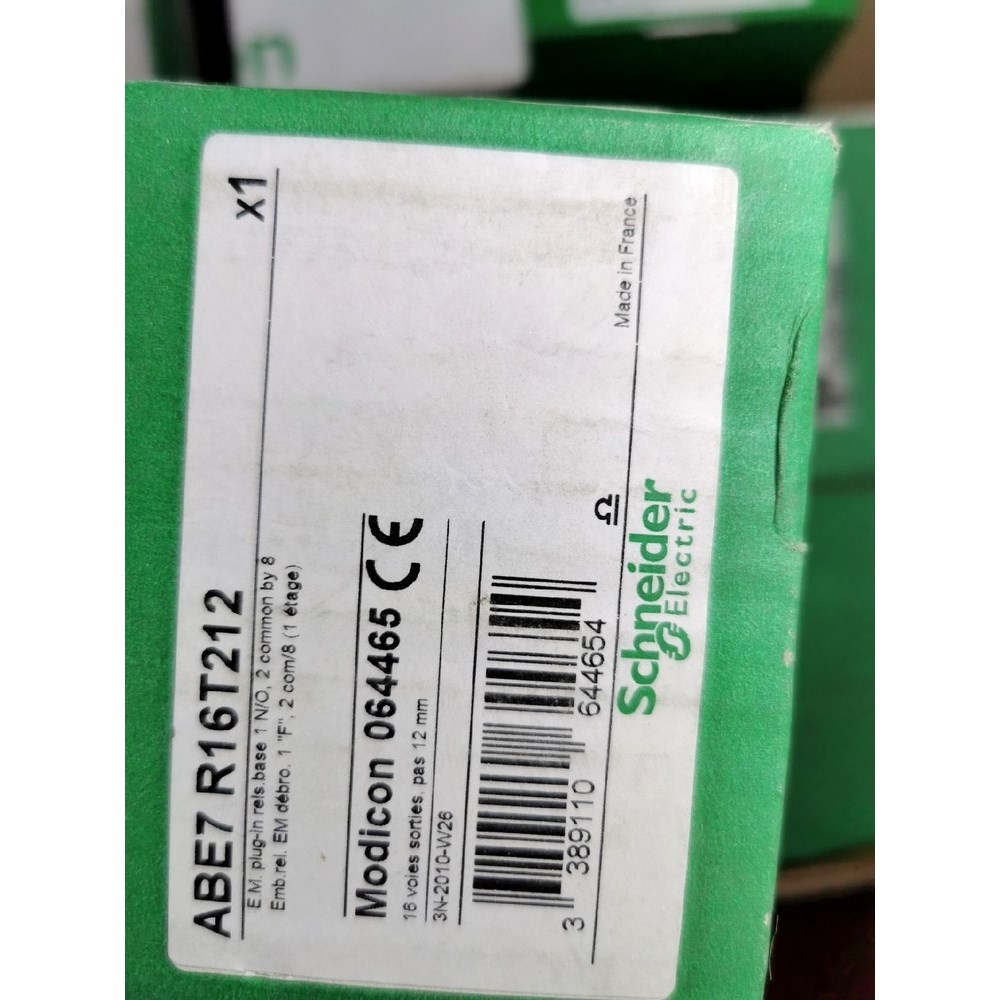 ABE7 R16T212 x1
E.M. plug-in rels.base 1 N/O, 2 common by 8
Emb.rel. EM débro. 1 "F", 2 com/8 (1 étage)
Modicon 064465 CE
16 voies sorties, pas 12 mm
3N-2010-W26
3 389110 644654
Made in France
Schneider
Electric